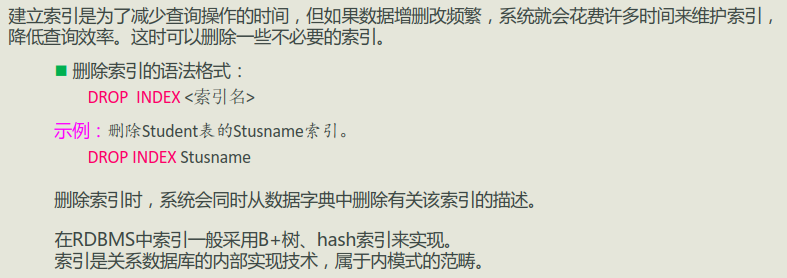 建立索引是为了减少查询操作的时间，但如果数据增删改频繁，系统就会花费许多时间来维护索引，
降低查询效率。这时可以删除一些不必要的索引。
■ 删除索引的语法格式：
DROP INDEX <索引名>
示例：删除Student表的Stusname索引。
DROP INDEX Stusname
删除索引时，系统会同时从数据字典中删除有关该索引的描述。
在RDBMS中索引一般采用B+树、hash索引来实现。
索引是关系数据库的内部实现技术，属于内模式的范畴。